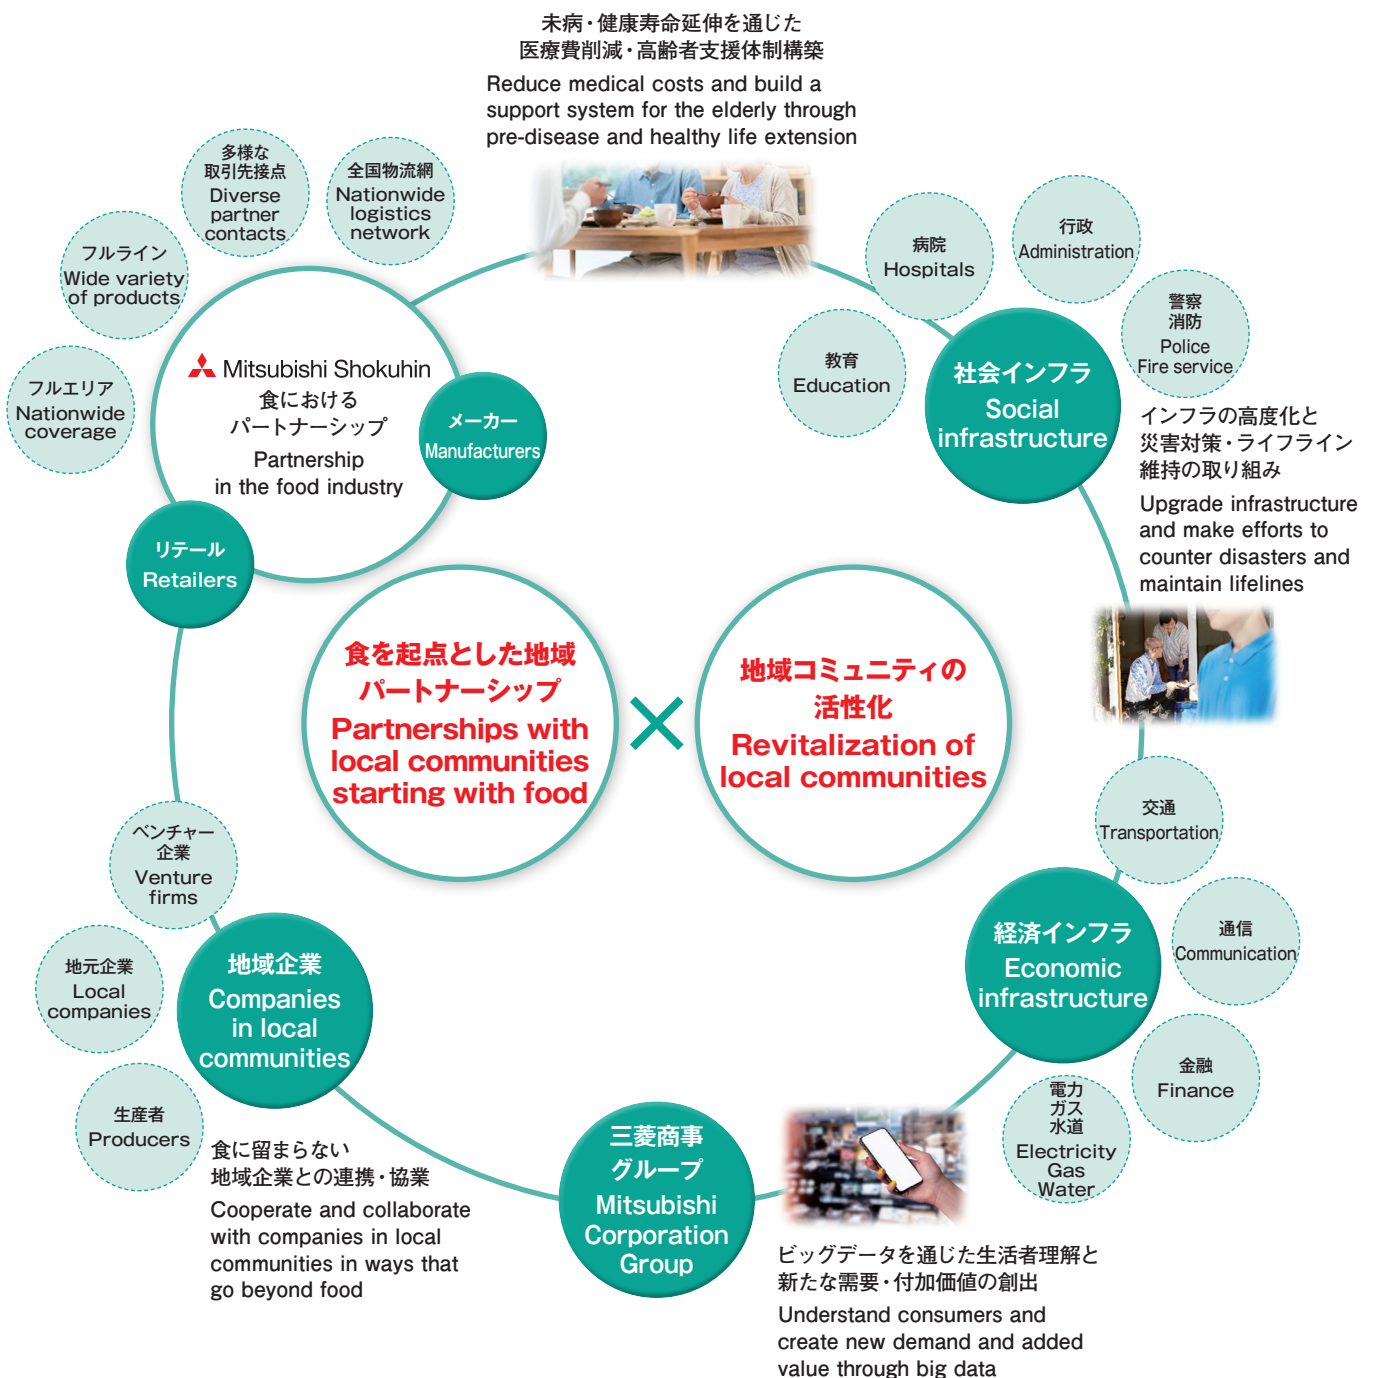 未病・健康寿命延伸を通じた
医療費削減・高齢者支援体制構築
Reduce medical costs and build a
support system for the elderly through
pre-disease and healthy life extension
多様な
取引先接点
Diverse
partner
contacts
全国物流網
Nationwide
logistics
network
フルライン
Wide variety
of products
フルエリア
Nationwide
coverage
Mitsubishi Shokuhin
食における
パートナーシップ
Partnership
in the food industry
メーカー
Manufacturers
リテール
Retailers
病院
Hospitals
行政
Administration
警察
消防
Police
Fire service
教育
Education
社会インフラ
Social
infrastructure
インフラの高度化と
災害対策・ライフライン
維持の取り組み
Upgrade infrastructure
and make efforts to
counter disasters and
maintain lifelines
食を起点とした地域
パートナーシップ
Partnerships with
local communities
starting with food
×
地域コミュニティの
活性化
Revitalization of
local communities
交通
Transportation
通信
Communication
経済インフラ
Economic
infrastructure
金融
Finance
電力
ガス
水道
Electricity
Gas
Water
ベンチャー
企業
Venture
firms
地元企業
Local
companies
生産者
Producers
地域企業
Companies
in local
communities
食に留まらない
地域企業との連携・協業
Cooperate and collaborate
with companies in local
communities in ways that
go beyond food
三菱商事
グループ
Mitsubishi
Corporation
Group
ビッグデータを通じた生活者理解と
新たな需要・付加価値の創出
Understand consumers and
create new demand and added
value through big data